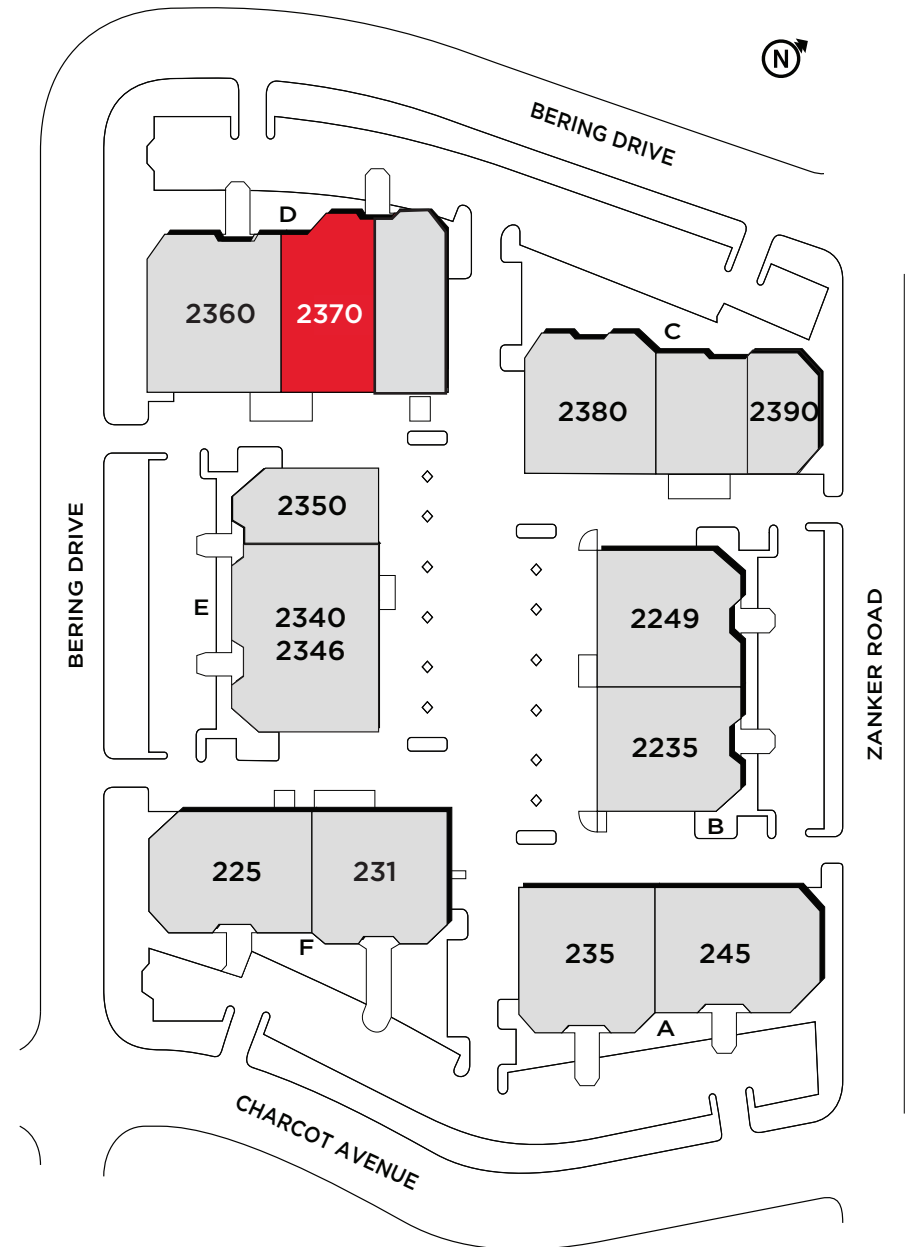 N
BERING DRIVE
D
2360
2370
C
2380
2390
2350
E
2340
2346
BERING DRIVE
2249
2235
B
ZANKER ROAD
225
231
F
235
245
A
CHARCOT AVENUE